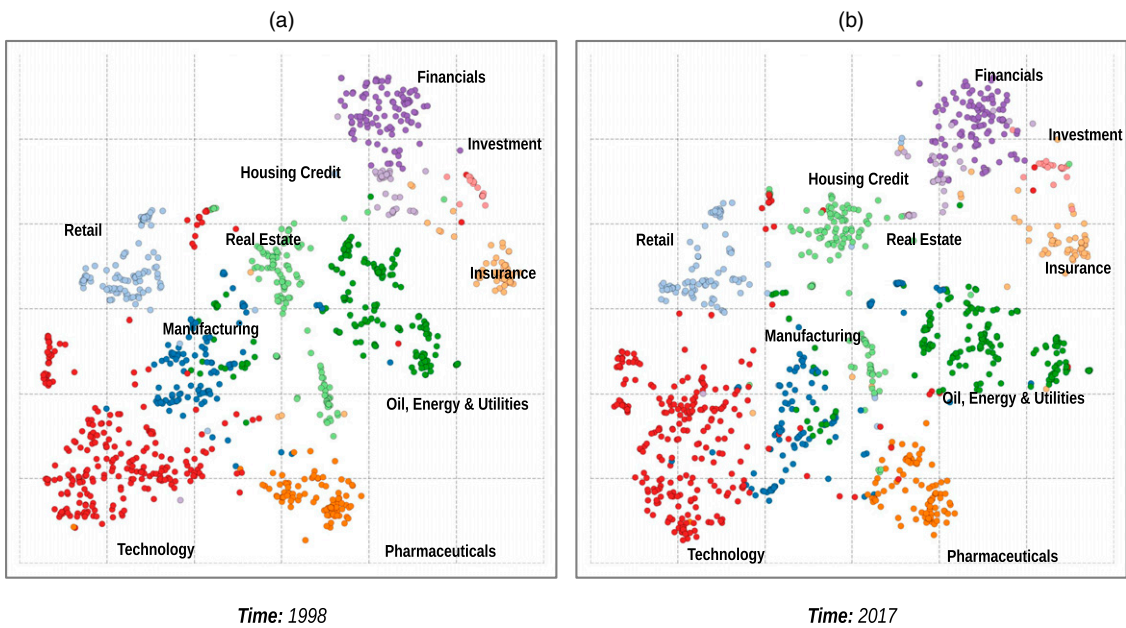 (a)
Financials
Investment
Housing Credit
Retail
Real Estate
Insurance
Manufacturing
Oil, Energy & Utilities
Technology
Pharmaceuticals
Time: 1998
(b)
Financials
Investment
Housing Credit
Retail
Real Estate
Insurance
Manufacturing
Oil, Energy & Utilities
Technology
Pharmaceuticals
Time: 2017